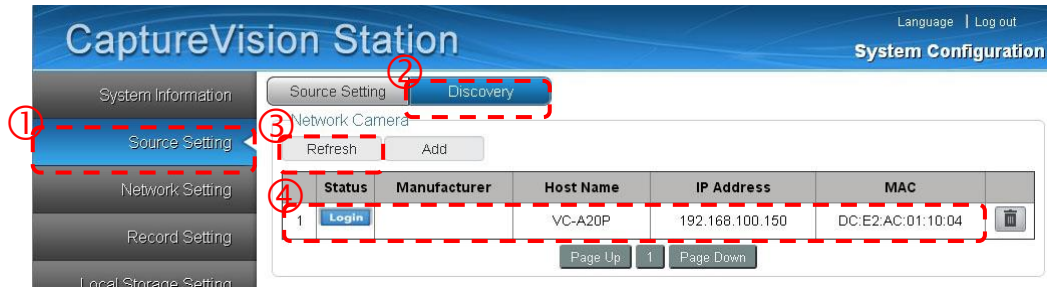 Language | Log out
CaptureVision Station
System Configuration
②
System Information
Source Setting Discovery
①
③
Network Camera
Source Setting
Refresh Add
④
Status Manufacturer Host Name IP Address MAC
Network Setting
1 Login VC-A20P 192.168.100.150 DC:E2:AC:01:10:04
Record Setting
Page Up 1 Page Down
Local Storage Setting